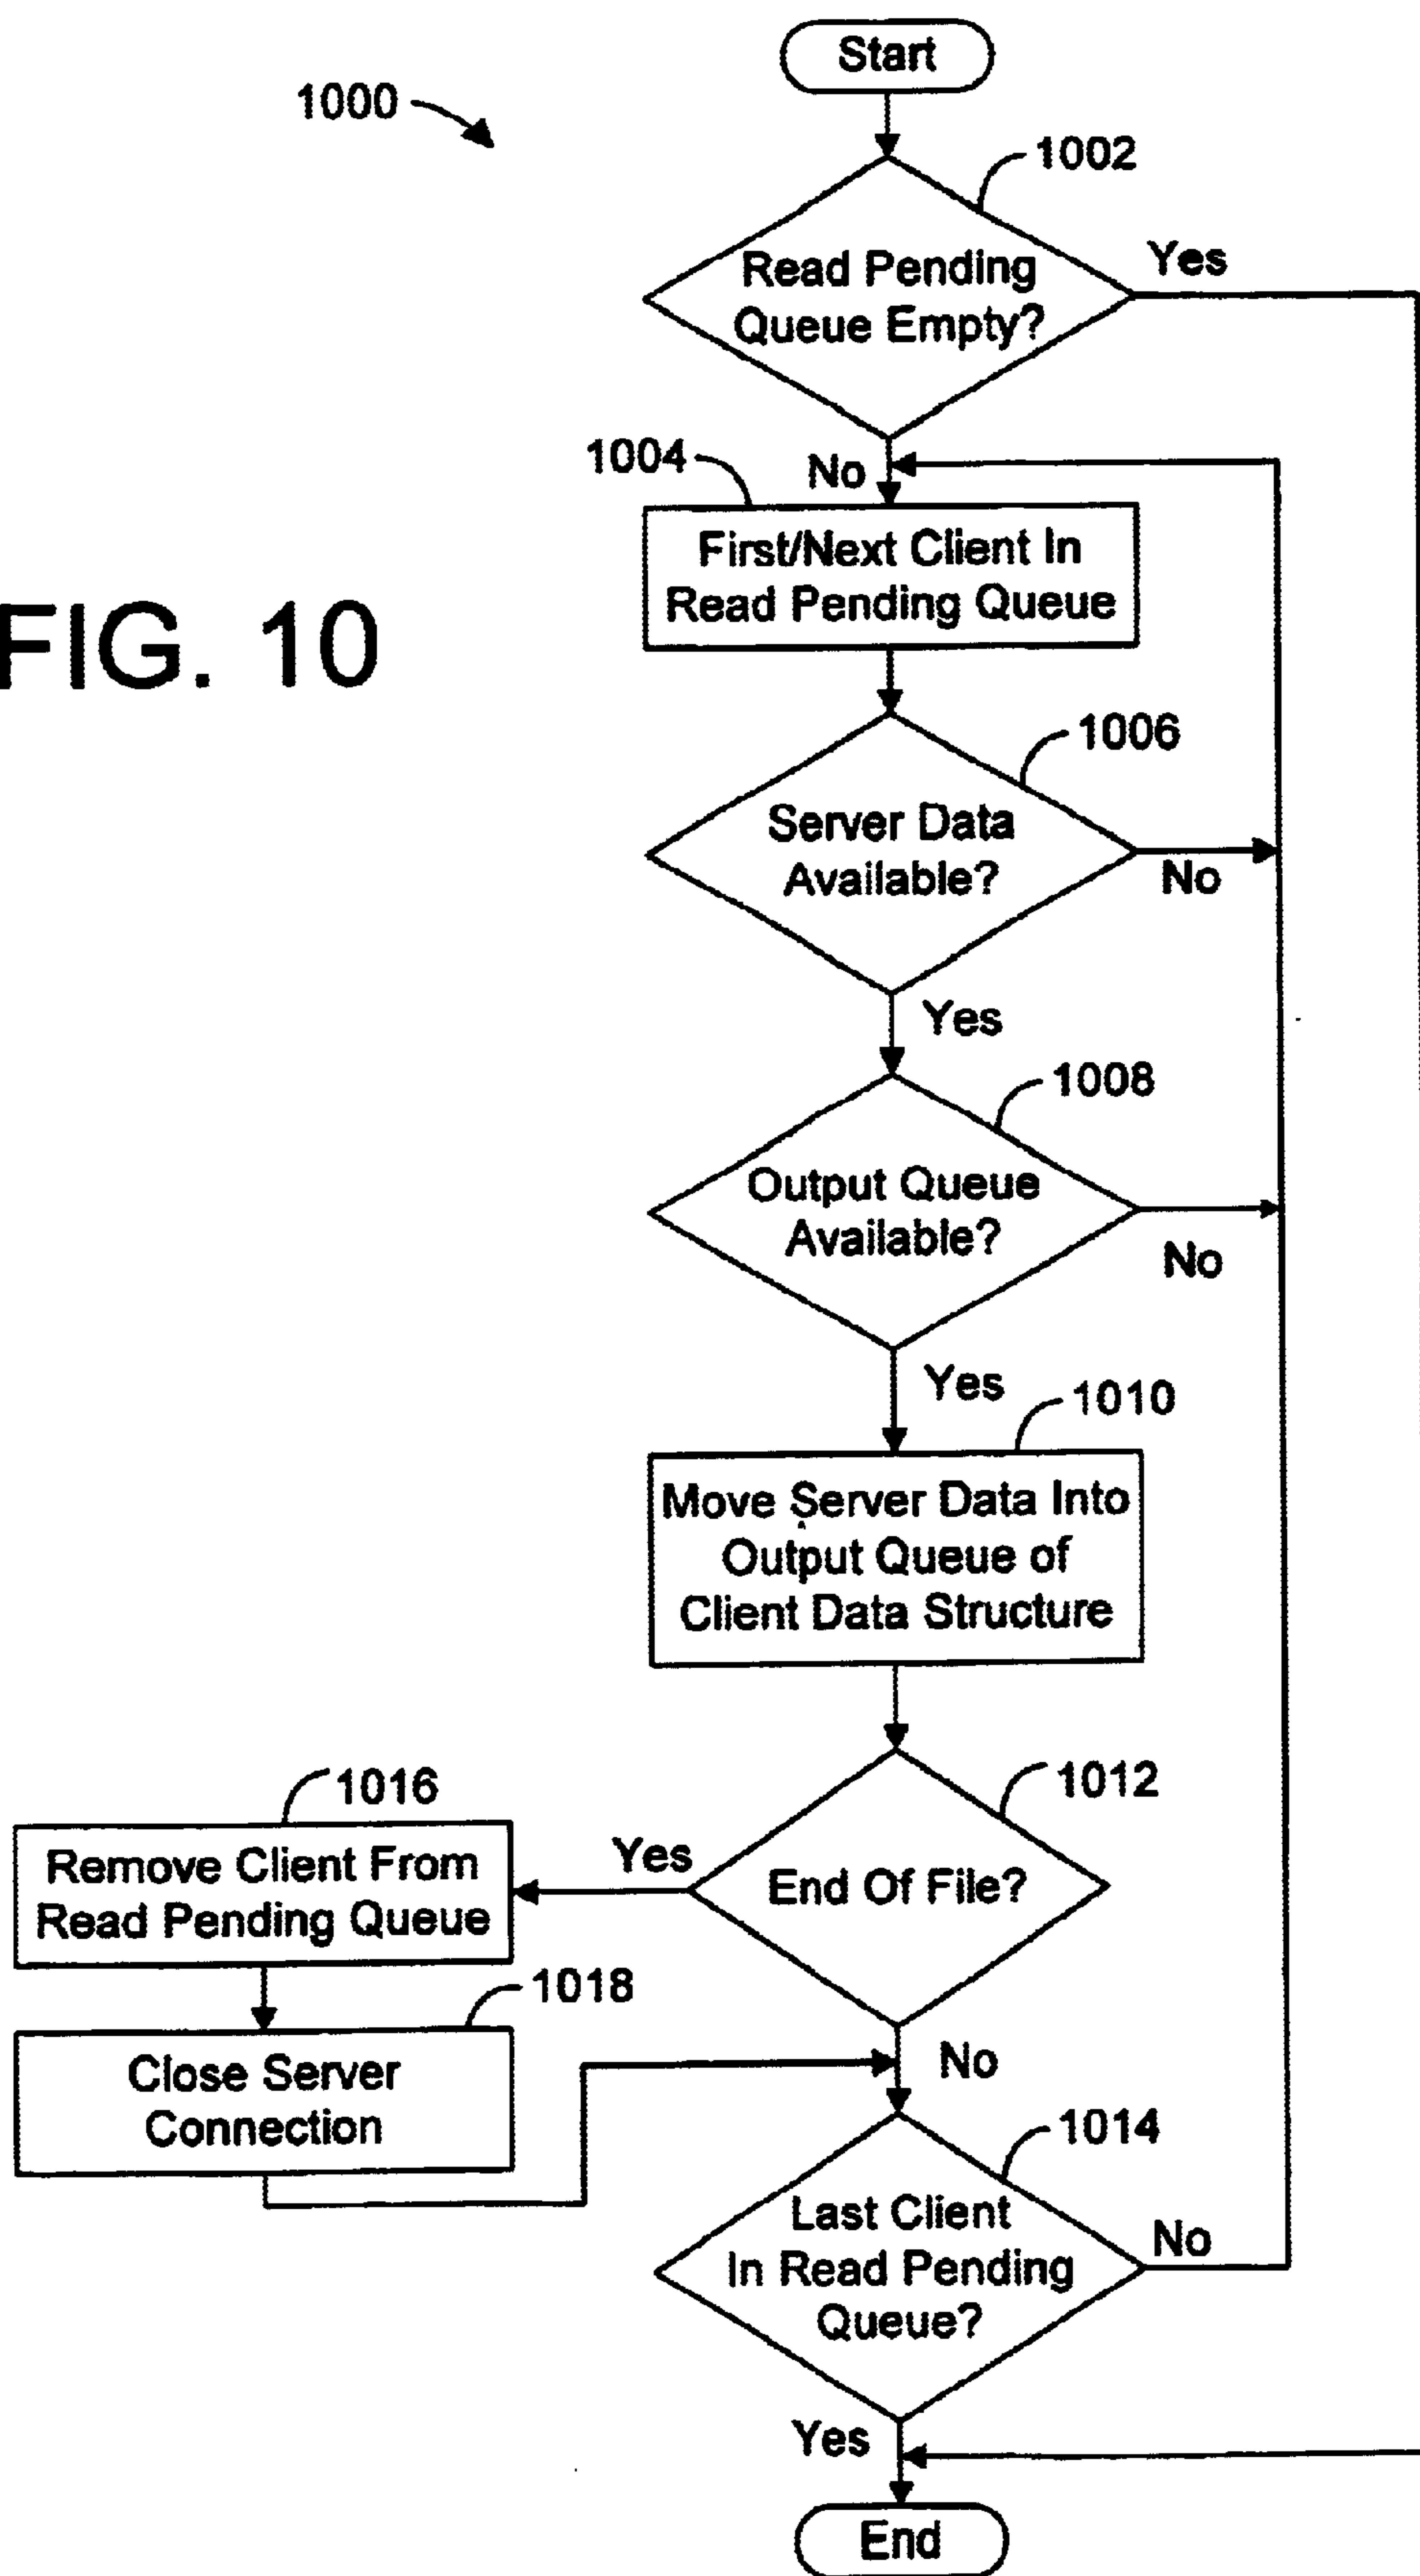 Start
1000
1002
Read Pending
Queue Empty?
Yes
No
1004
First/Next Client In
Read Pending Queue
FIG. 10
1006
Server Data
Available?
No
Yes
1008
Output Queue
Available?
No
Yes
1010
Move Server Data Into
Output Queue of
Client Data Structure
1012
End Of File?
Yes
1016
Remove Client From
Read Pending Queue
1018
Close Server
Connection
No
1014
Last Client
In Read Pending
Queue?
No
Yes
End